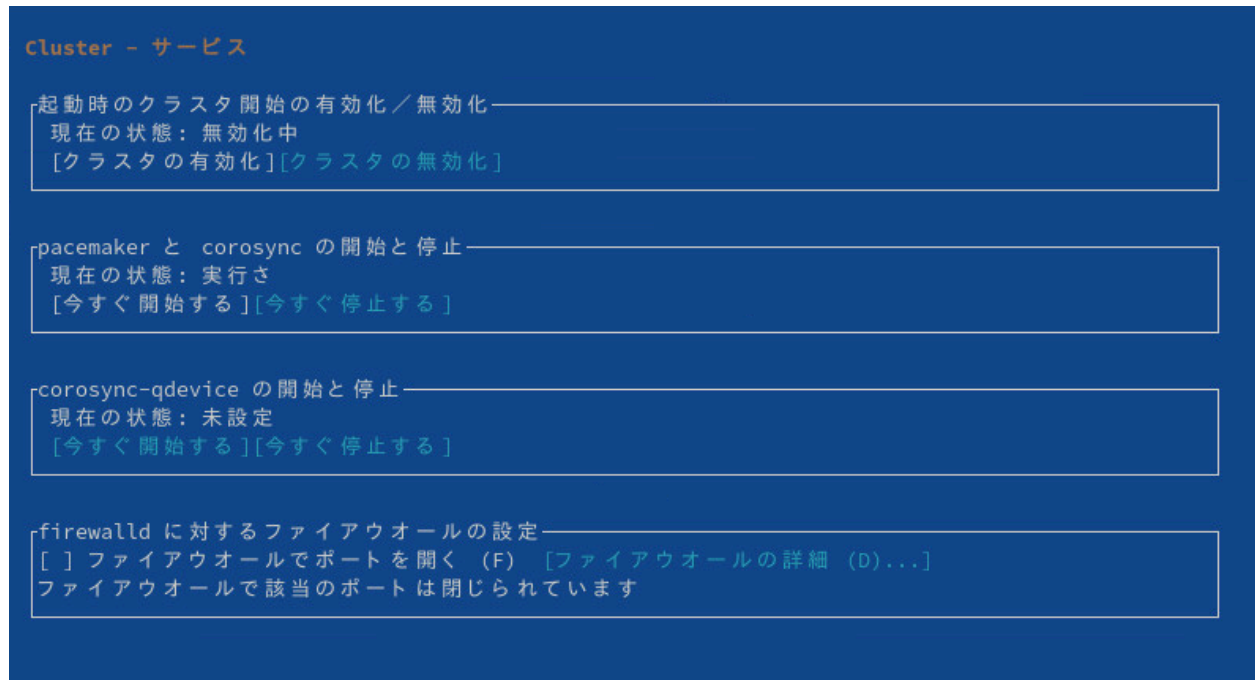 Cluster - サービス
起動時のクラスタ開始の有効化／無効化
現在の状態: 無効化中
[クラスタの有効化][クラスタの無効化]
pacemaker と corosync の開始と停止
現在の状態: 実行さ
[今すぐ開始する][今すぐ停止する]
corosync-qdevice の開始と停止
現在の状態: 未設定
[今すぐ開始する][今すぐ停止する]
firewalld に対するファイアウオールの設定
[ ] ファイアウオールでポートを開く (F) [ファイアウオールの詳細 (D)...]
ファイアウオールで該当のポートは閉じられています